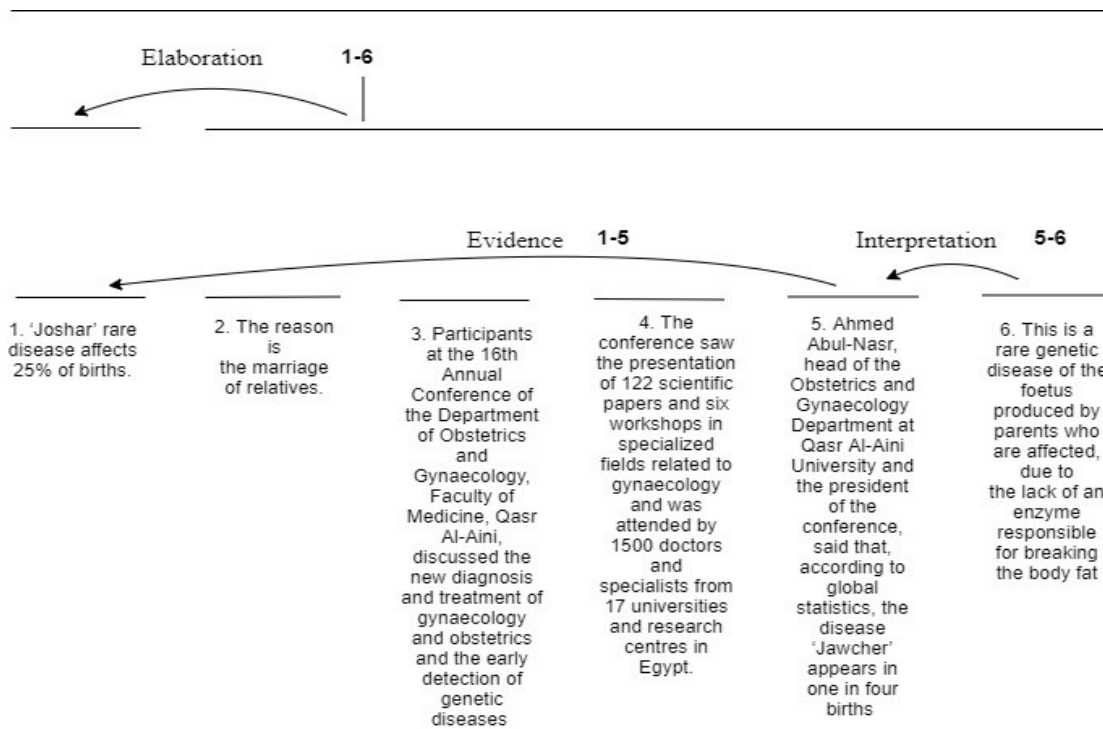 Elaboration 1-6
Evidence 1-5
Interpretation 5-6
1. ‘Joshar’ rare
disease affects
25% of births.
2. The reason
is
the marriage
of relatives.
3. Participants
at the 16th
Annual
Conference of
the Department
of Obstetrics
and
Gynaecology,
Faculty of
Medicine, Qasr
Al-Aini,
discussed the
new diagnosis
and treatment of
gynaecology
and obstetrics
and the early
detection of
genetic
diseases
4. The
conference saw
the presentation
of 122 scientific
papers and six
workshops in
specialized
fields related to
gynaecology
and was
attended by
1500 doctors
and
specialists from
17 universities
and research
centres in
Egypt.
5. Ahmed
Abul-Nasr,
head of the
Obstetrics and
Gynaecology
Department at
Qasr Al-Aini
University and
the president
of the
conference,
said that,
according to
global
statistics, the
disease
‘Jawcher’
appears in
one in four
births
6. This is a
rare genetic
disease of the
foetus
produced by
parents who
are affected,
due to
the lack of an
enzyme
responsible
for breaking
the body fat